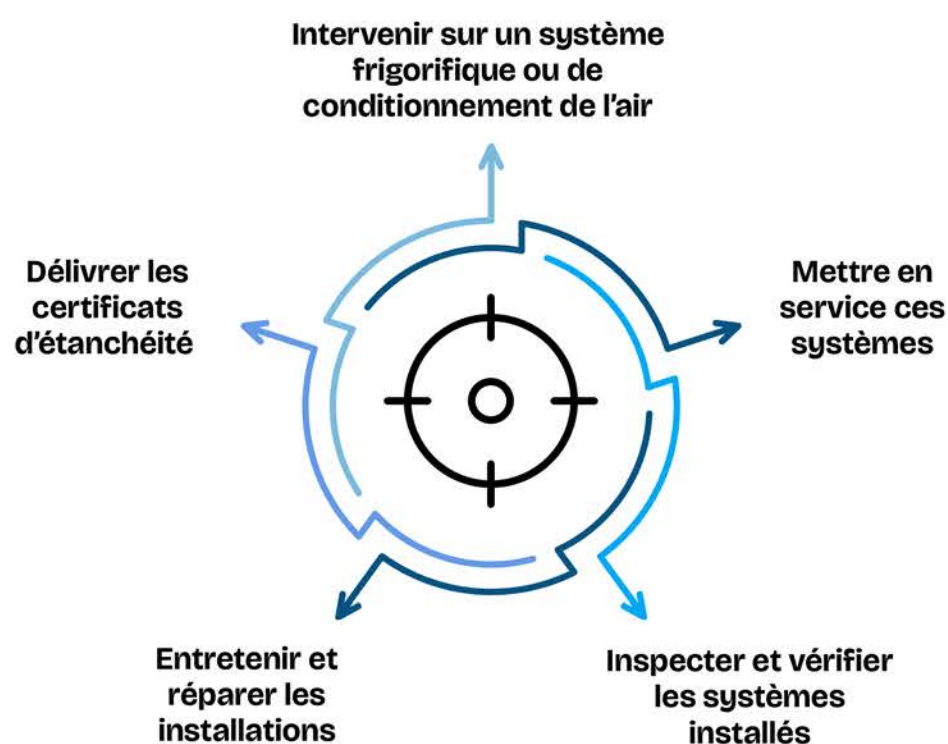 Intervenir sur un système
frigorifique ou de
conditionnement de l'air
Mettre en
service ces
systèmes
Inspecter et vérifier
les systèmes
installés
Entretenir et
réparer les
installations
Délivrer les
certificats
d'étanchéité